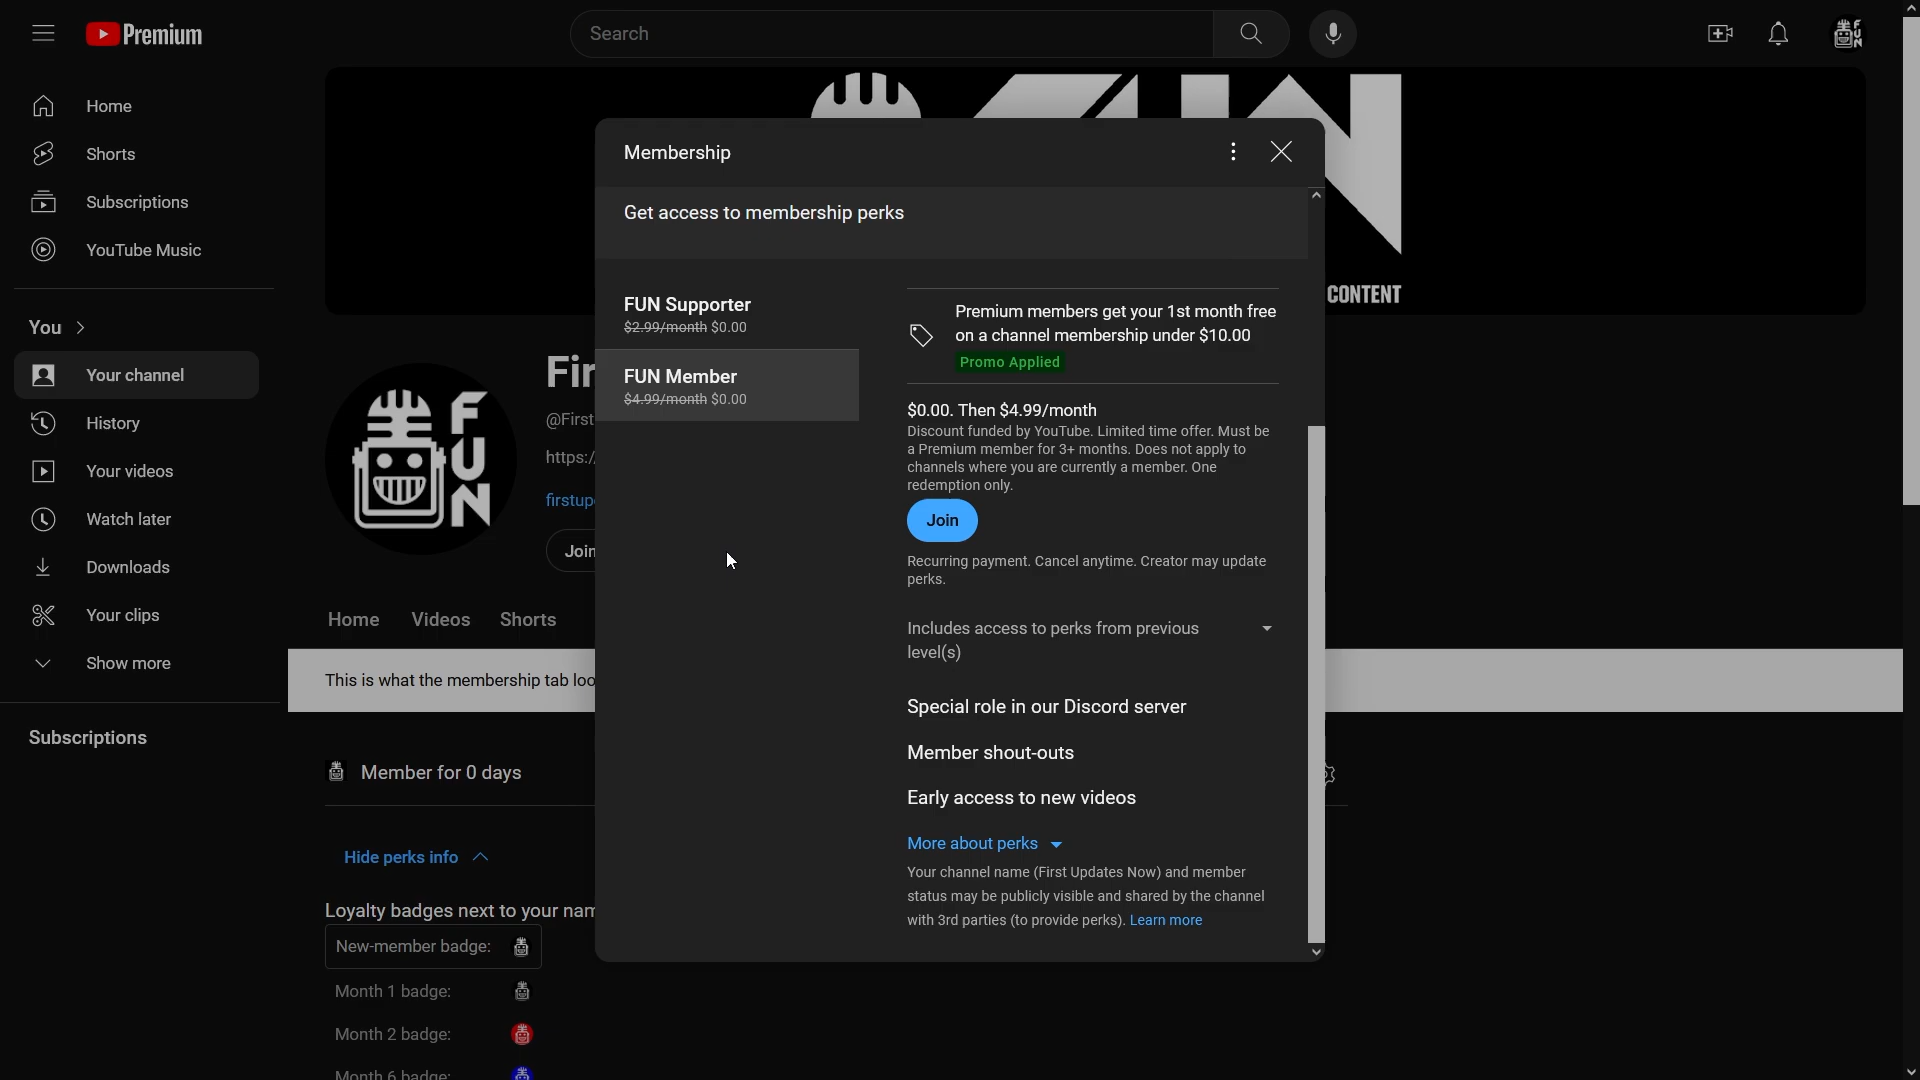 Premium
Search
FUN
Home
Shorts
Subscriptions
YouTube Music
You
Your channel
History
Your videos
Watch later
Downloads
Your clips
Show more
Subscriptions
CONTENT
FUN
@First
https:/
Join
Home Videos Shorts
This is what the membership tab loo
Member for 0 days
Hide perks info
Loyalty badges next to your nam
New-member badge:
Month 1 badge:
Month 2 badge:
Month 6 badge:
Membership
Get access to membership perks
FUN Supporter
$2.99/month $0.00
FUN Member
$4.99/month $0.00
Premium members get your 1st month free
on a channel membership under $10.00
Promo Applied
$0.00. Then $4.99/month
Discount funded by YouTube. Limited time offer. Must be
a Premium member for 3+ months. Does not apply to
channels where you are currently a member. One
redemption only.
Join
Recurring payment. Cancel anytime. Creator may update
perks.
Includes access to perks from previous
level(s)
Special role in our Discord server
Member shout-outs
Early access to new videos
More about perks
Your channel name (First Updates Now) and member
status may be publicly visible and shared by the channel
with 3rd parties (to provide perks). Learn more